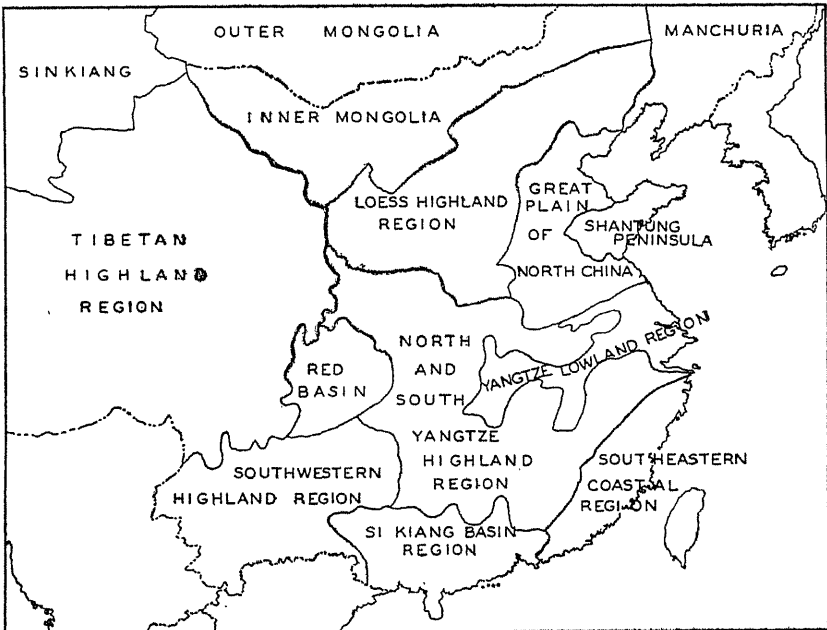 OUTER MONGOLIA
MANCHURIA
SINKIANG
INNER MONGOLIA
LOESS HIGHLAND
REGION
GREAT
PLAIN
OF
NORTH CHINA
SHANTUNG
PENINSULA
TIBETAN
HIGHLAND
REGION
RED
BASIN
NORTH
AND
SOUTH
YANGTZE
HIGHLAND
REGION
YANGTZE LOWLAND REGION
SOUTHWESTERN
HIGHLAND REGION
SOUTHEASTERN
COASTAL
REGION
SI KIANG BASIN
REGION